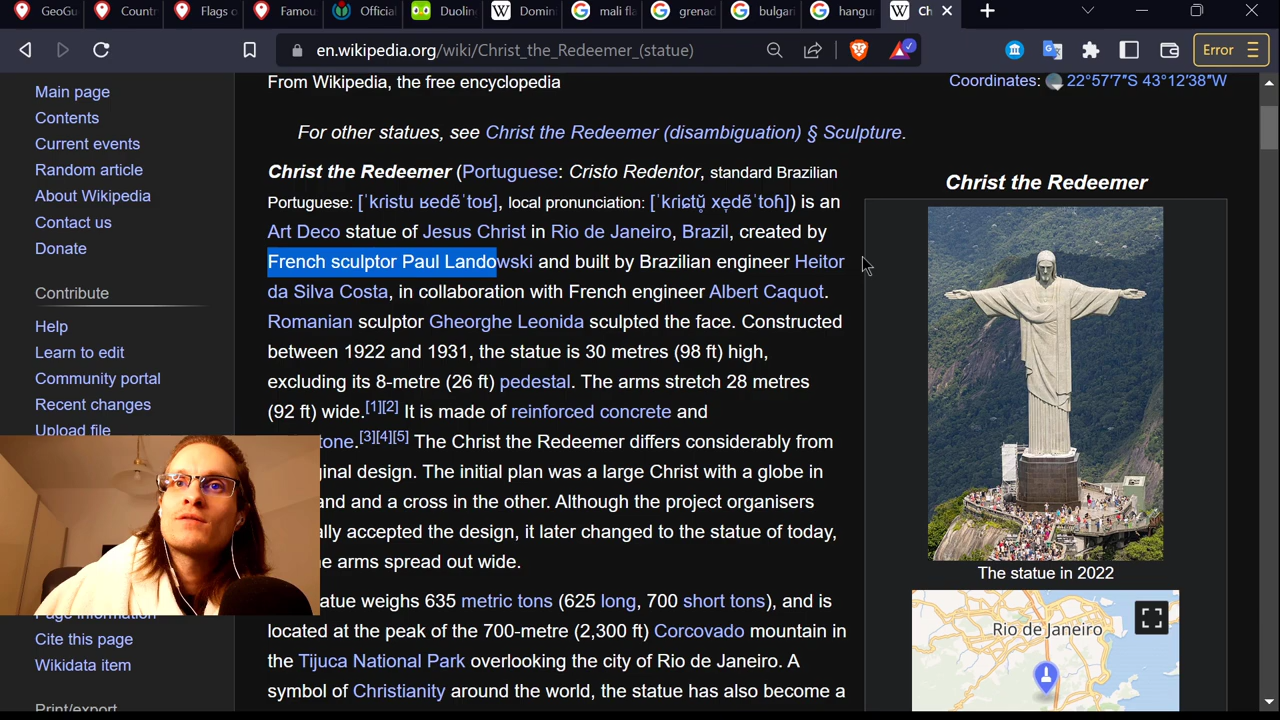 GeoGu
Countr
Flags o
Famou
Official
Duolin
Domin
mali fla
grenad
bulgari
hangur
Ch
en.wikipedia.org/wiki/Christ_the_Redeemer_(statue)
Error
Main page
Contents
Current events
Random article
About Wikipedia
Contact us
Donate
Contribute
Help
Learn to edit
Community portal
Recent changes
Upload file
Page information
Cite this page
Wikidata item
Print/export
From Wikipedia, the free encyclopedia
Coordinates: 22°57′7″S 43°12′38″W
For other statues, see Christ the Redeemer (disambiguation) § Sculpture.
Christ the Redeemer (Portuguese: Cristo Redentor, standard Brazilian
Portuguese: [ˈkɾistu ʁedẽˈtoʁ], local pronunciation: [ˈkɾiɕtu̥ xe̞dẽˈtoɦ]) is an
Art Deco statue of Jesus Christ in Rio de Janeiro, Brazil, created by
French sculptor Paul Landowski and built by Brazilian engineer Heitor
da Silva Costa, in collaboration with French engineer Albert Caquot.
Romanian sculptor Gheorghe Leonida sculpted the face. Constructed
between 1922 and 1931, the statue is 30 metres (98 ft) high,
excluding its 8-metre (26 ft) pedestal. The arms stretch 28 metres
(92 ft) wide.[1][2] It is made of reinforced concrete and
tone.[3][4][5] The Christ the Redeemer differs considerably from
ginal design. The initial plan was a large Christ with a globe in
and and a cross in the other. Although the project organisers
ally accepted the design, it later changed to the statue of today,
e arms spread out wide.
atue weighs 635 metric tons (625 long, 700 short tons), and is
located at the peak of the 700-metre (2,300 ft) Corcovado mountain in
the Tijuca National Park overlooking the city of Rio de Janeiro. A
symbol of Christianity around the world, the statue has also become a
Christ the Redeemer
The statue in 2022
Rio de Janeiro